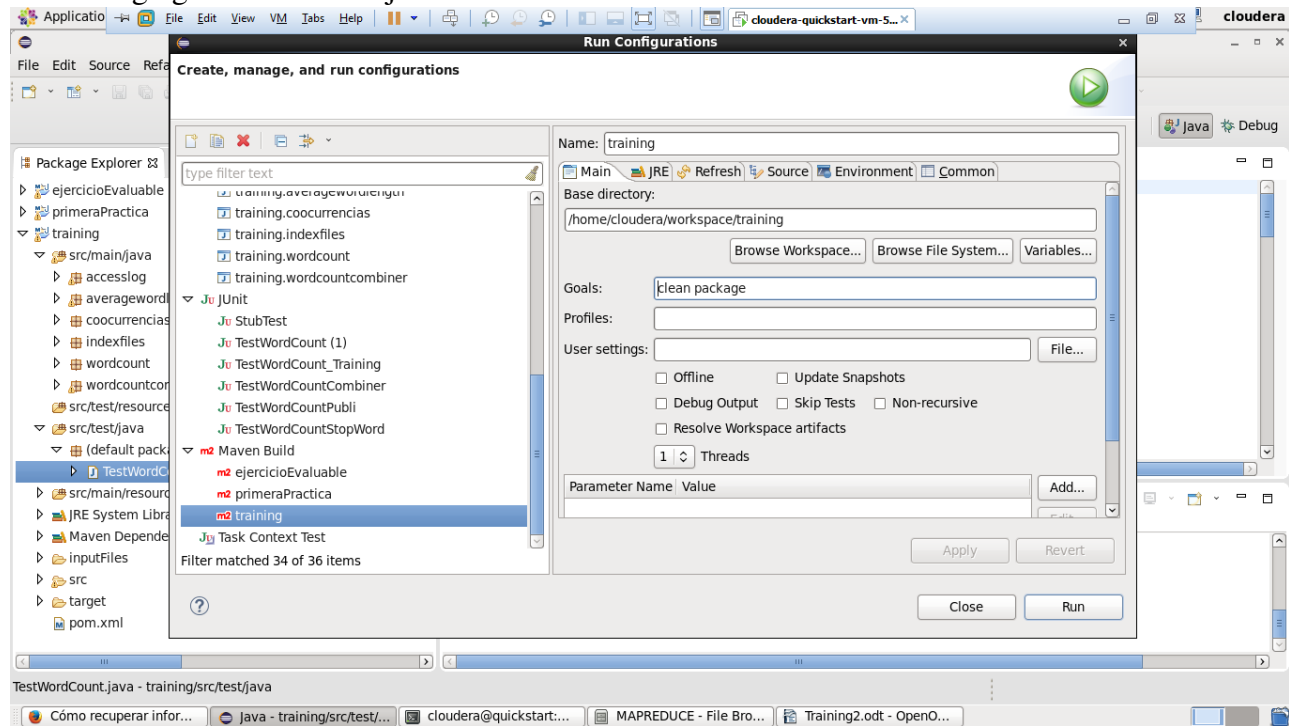 Applicatio File Edit View VM Tabs Help cloudera-quickstart-vm-5... cloudera
Run Configurations
File Edit Source Refa
Create, manage, and run configurations
Java Debug
Package Explorer
ejercicioEvaluable
primeraPractica
training
src/main/java
accesslog
averagewordl
coocurrencias
indexfiles
wordcount
wordcountcor
src/test/resource
src/test/java
(default packa
TestWordC
src/main/resourc
JRE System Libra
Maven Depende
inputFiles
src
target
pom.xml
type filter text
training.averagewordlength
training.coocurrencias
training.indexfiles
training.wordcount
training.wordcountcombiner
JUnit
StubTest
TestWordCount (1)
TestWordCount_Training
TestWordCountCombiner
TestWordCountPubli
TestWordCountStopWord
m2 Maven Build
m2 ejercicioEvaluable
m2 primeraPractica
m2 training
Task Context Test
Filter matched 34 of 36 items
Name: training
Main JRE Refresh Source Environment Common
Base directory:
/home/cloudera/workspace/training
Browse Workspace... Browse File System... Variables...
Goals: clean package
Profiles:
User settings: File...
Offline Update Snapshots
Debug Output Skip Tests Non-recursive
Resolve Workspace artifacts
1 Threads
Parameter Name Value Add...
Edit...
Apply Revert
Close Run
TestWordCount.java - training/src/test/java
Cómo recuperar infor... Java - training/src/test/... cloudera@quickstart:... MAPREDUCE - File Bro... Training2.odt - OpenO...